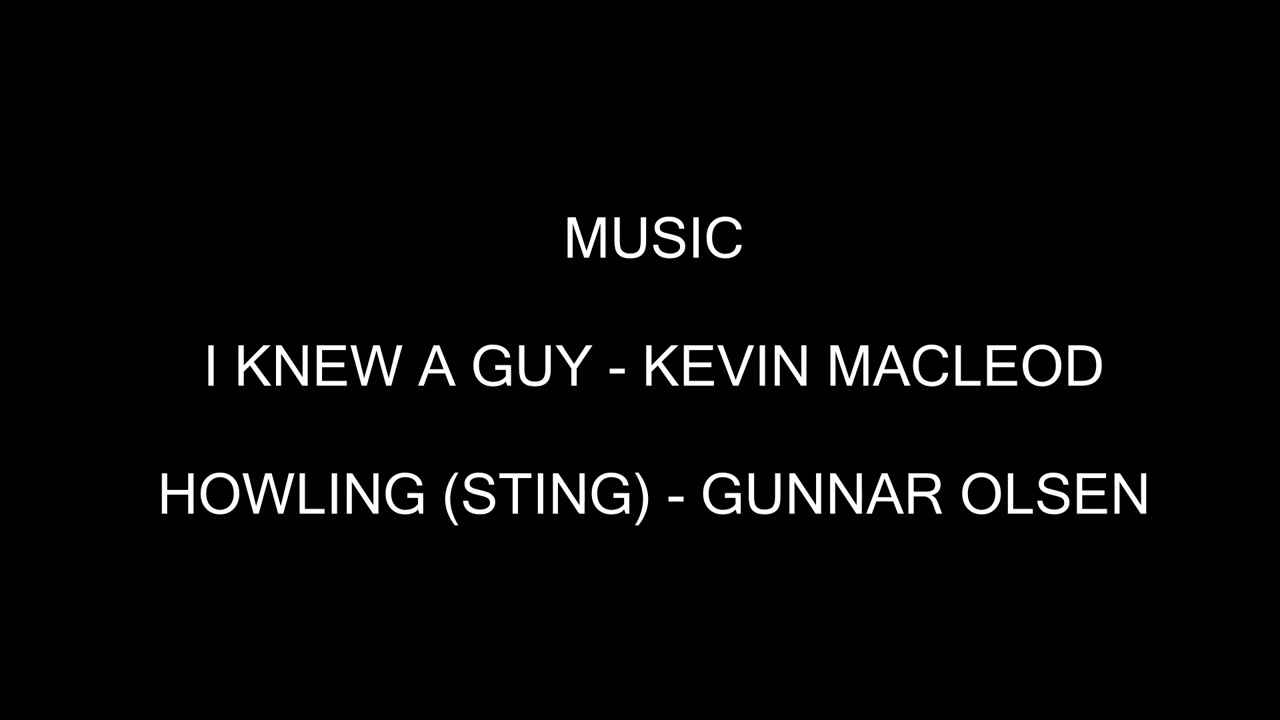 MUSIC
I KNEW A GUY - KEVIN MACLEOD
HOWLING (STING) - GUNNAR OLSEN